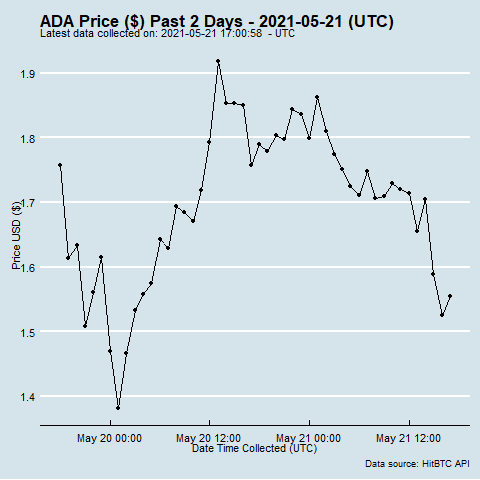 ADA Price ($) Past 2 Days - 2021-05-21 (UTC)
Latest data collected on: 2021-05-21 17:00:58  - UTC
1.9
1.8
1.7
1.6
1.5
1.4
Price USD ($)
May 20 00:00
May 20 12:00
May 21 00:00
May 21 12:00
Date Time Collected (UTC)
Data source: HitBTC API